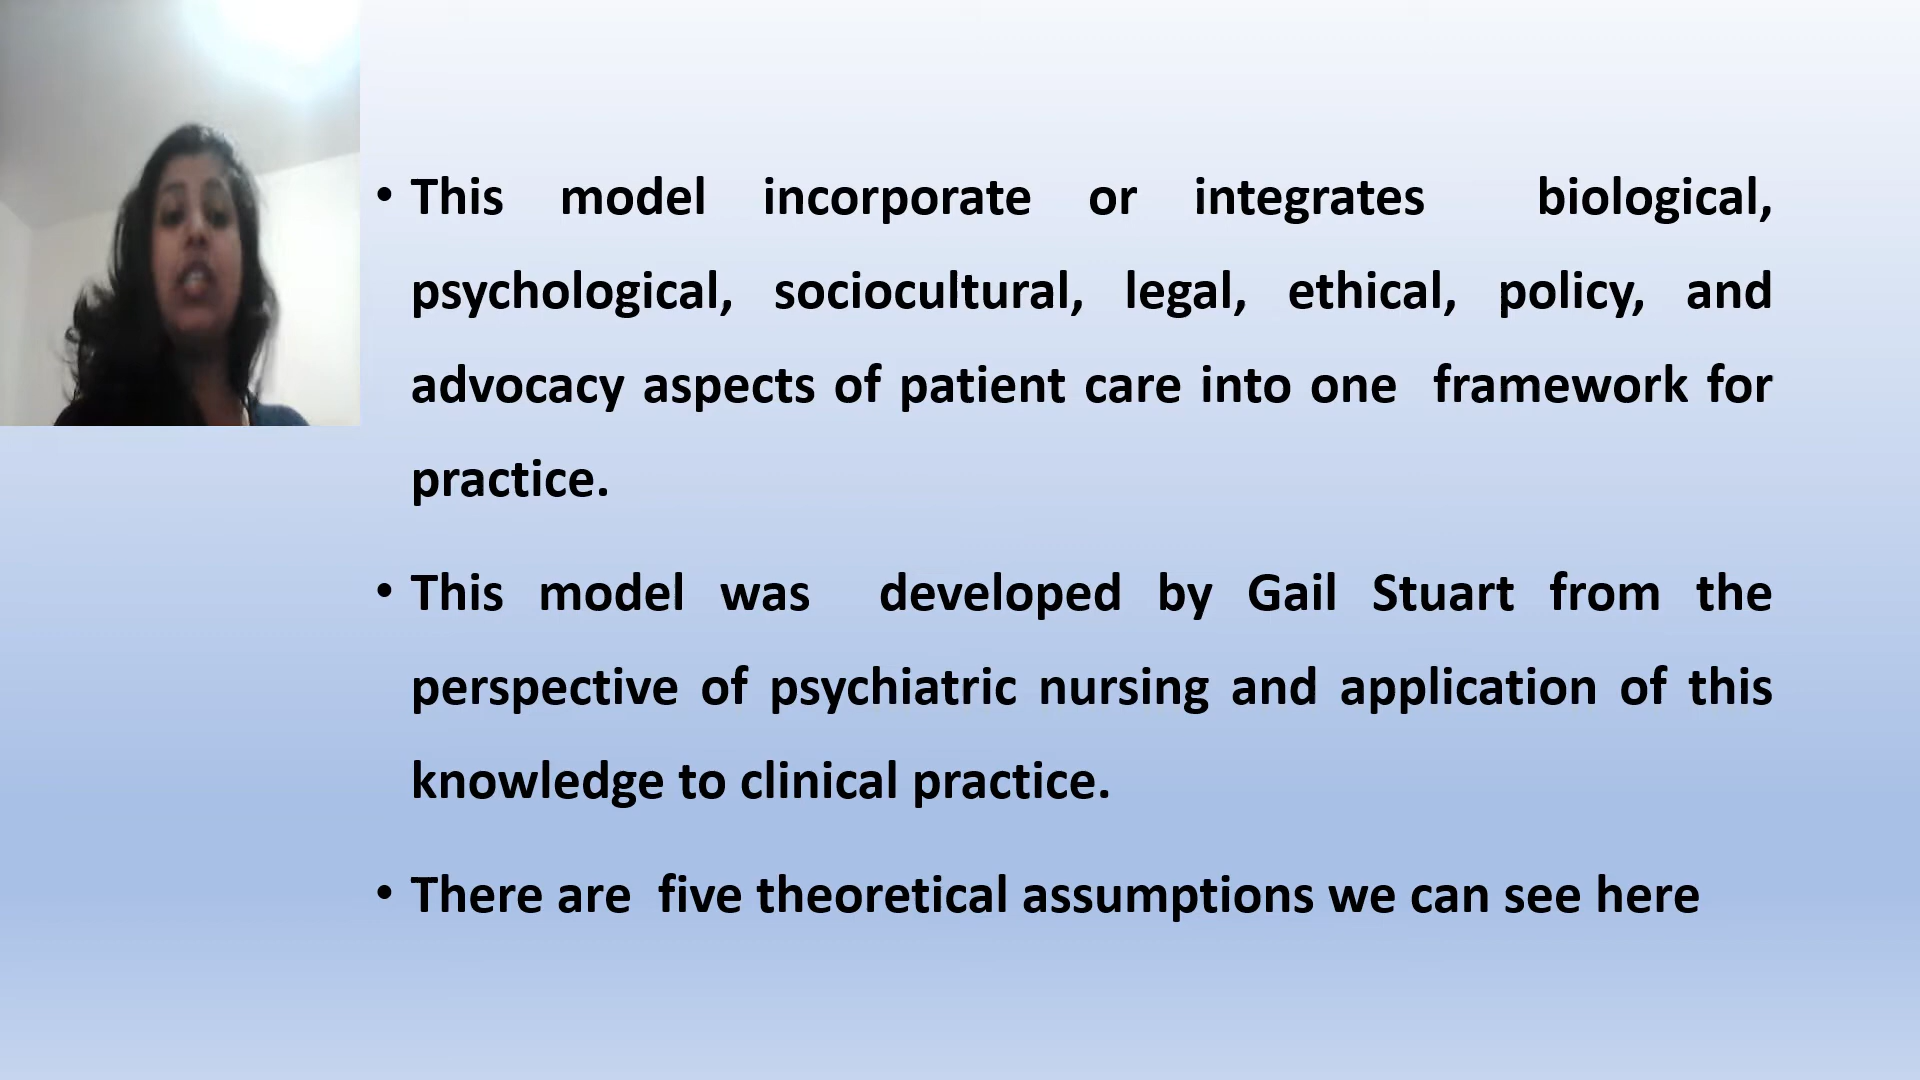 • This model incorporate or integrates biological,
psychological, sociocultural, legal, ethical, policy, and
advocacy aspects of patient care into one framework for
practice.
• This model was developed by Gail Stuart from the
perspective of psychiatric nursing and application of this
knowledge to clinical practice.
• There are five theoretical assumptions we can see here